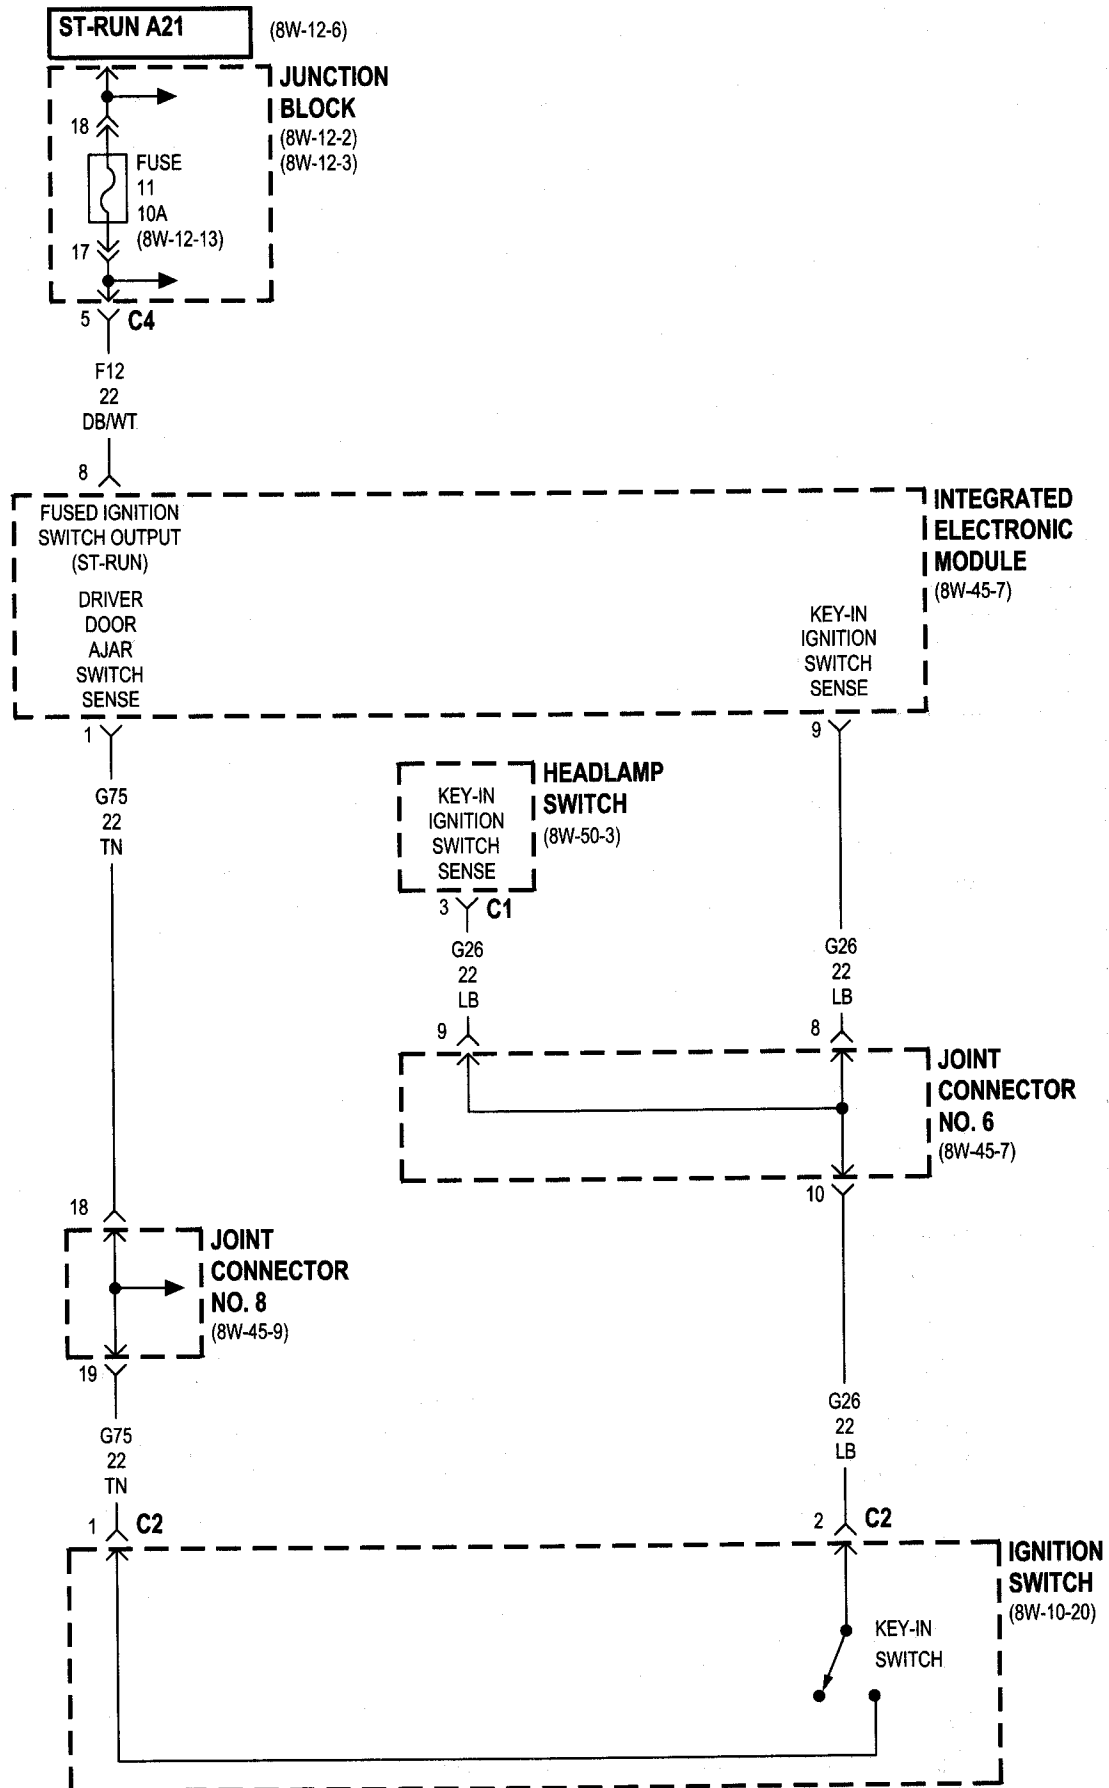 ST-RUN A21
(8W-12-6)
JUNCTION
BLOCK
(8W-12-2)
(8W-12-3)
18
FUSE
11
10A
(8W-12-13)
17
5
C4
F12
22
DB/WT
8
FUSED IGNITION
SWITCH OUTPUT
(ST-RUN)
DRIVER
DOOR
AJAR
SWITCH
SENSE
KEY-IN
IGNITION
SWITCH
SENSE
INTEGRATED
ELECTRONIC
MODULE
(8W-45-7)
1
9
G75
22
TN
KEY-IN
IGNITION
SWITCH
SENSE
HEADLAMP
SWITCH
(8W-50-3)
3
C1
G26
22
LB
G26
22
LB
9
8
JOINT
CONNECTOR
NO. 6
(8W-45-7)
10
18
JOINT
CONNECTOR
NO. 8
(8W-45-9)
19
G75
22
TN
G26
22
LB
1
C2
2
C2
IGNITION
SWITCH
(8W-10-20)
KEY-IN
SWITCH